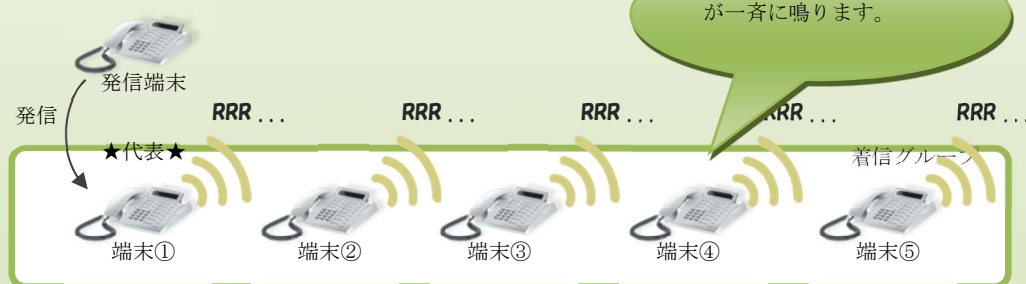 が一斉に鳴ります。
発信端末
発信
RRR... RRR... RRR... RRR... RRR...
★代表★
着信グループ
端末① 端末② 端末③ 端末④ 端末⑤